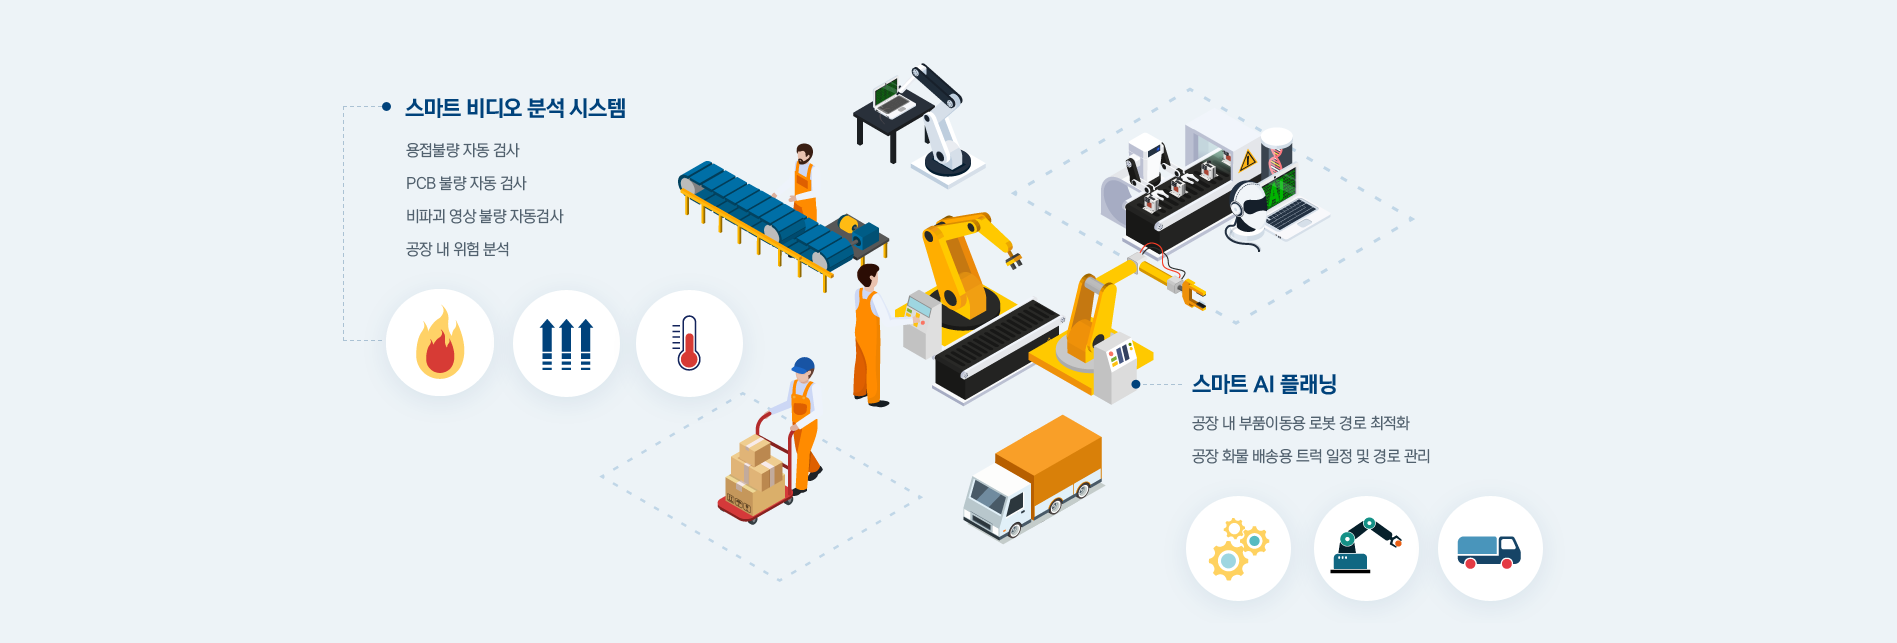 스마트 비디오 분석 시스템
용접불량 자동 검사
PCB 불량 자동 검사
비파괴 영상 불량 자동검사
공장 내 위험 분석
스마트 AI 플래닝
공장 내 부품이동용 로봇 경로 최적화
공장 화물 배송용 트럭 일정 및 경로 관리